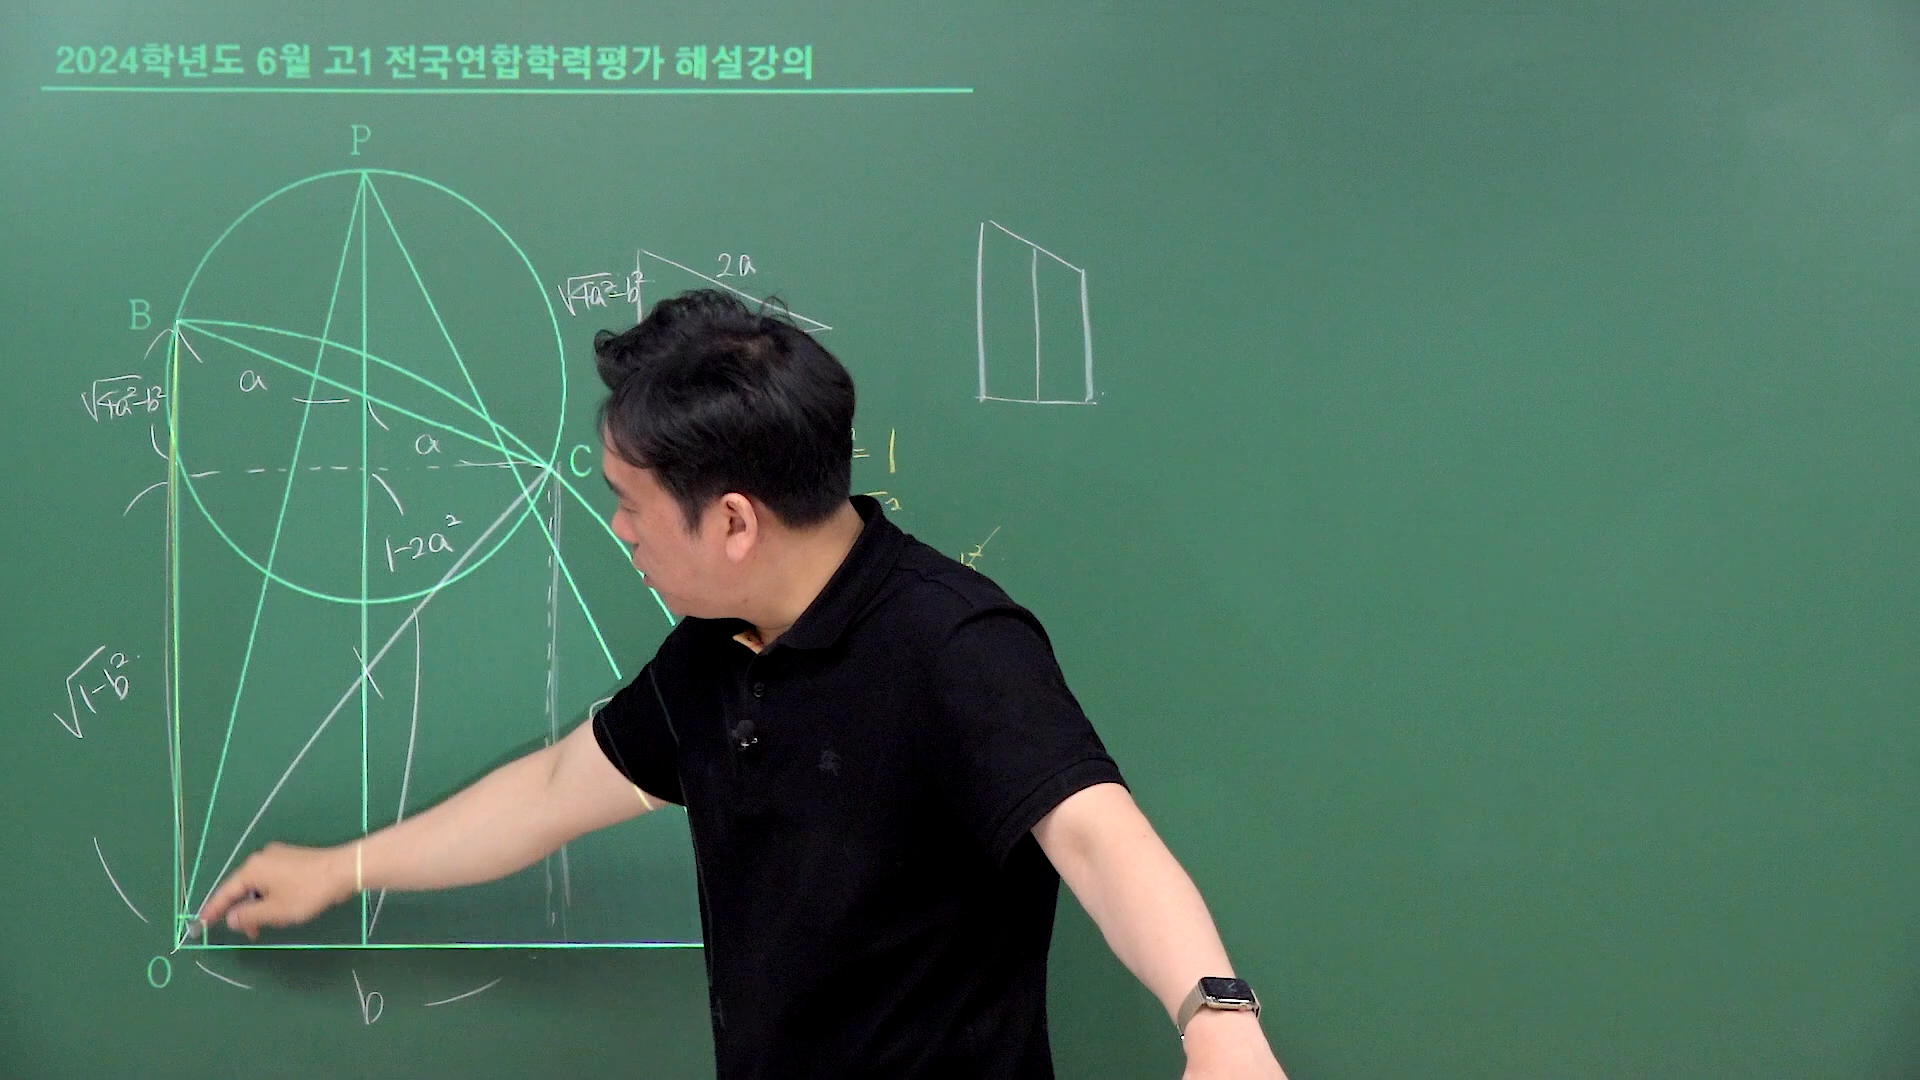 2024학년도 6월 고1 전국연합학력평가 해설강의
P
2a
√4a²-b²
B
a
√4a²-b²
a
C
= 1
1-2a²
√1-b²
O
b